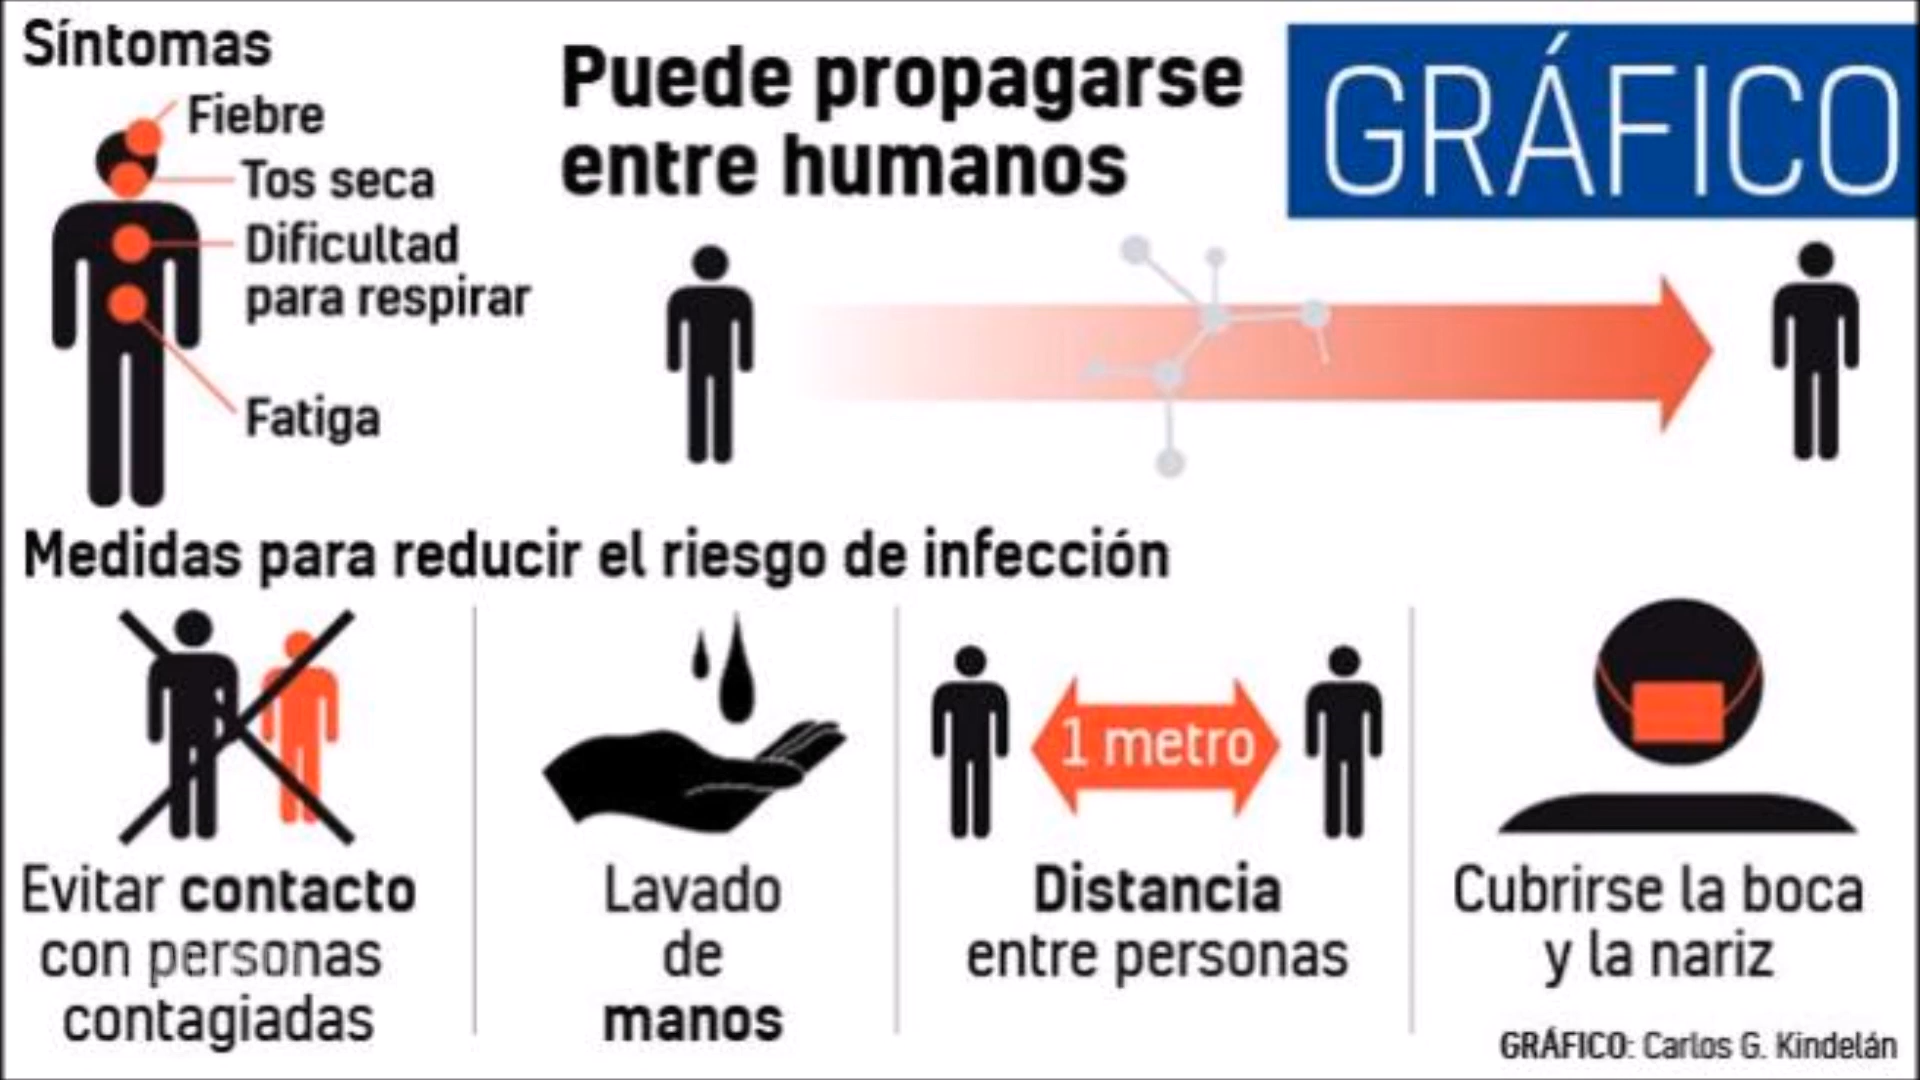 Síntomas
Fiebre
Tos seca
Dificultad
para respirar
Fatiga
Puede propagarse
entre humanos
GRÁFICO
Medidas para reducir el riesgo de infección
Evitar contacto
con personas
contagiadas
Lavado
de
manos
1 metro
Distancia
entre personas
Cubrirse la boca
y la nariz
GRÁFICO: Carlos G. Kindelán